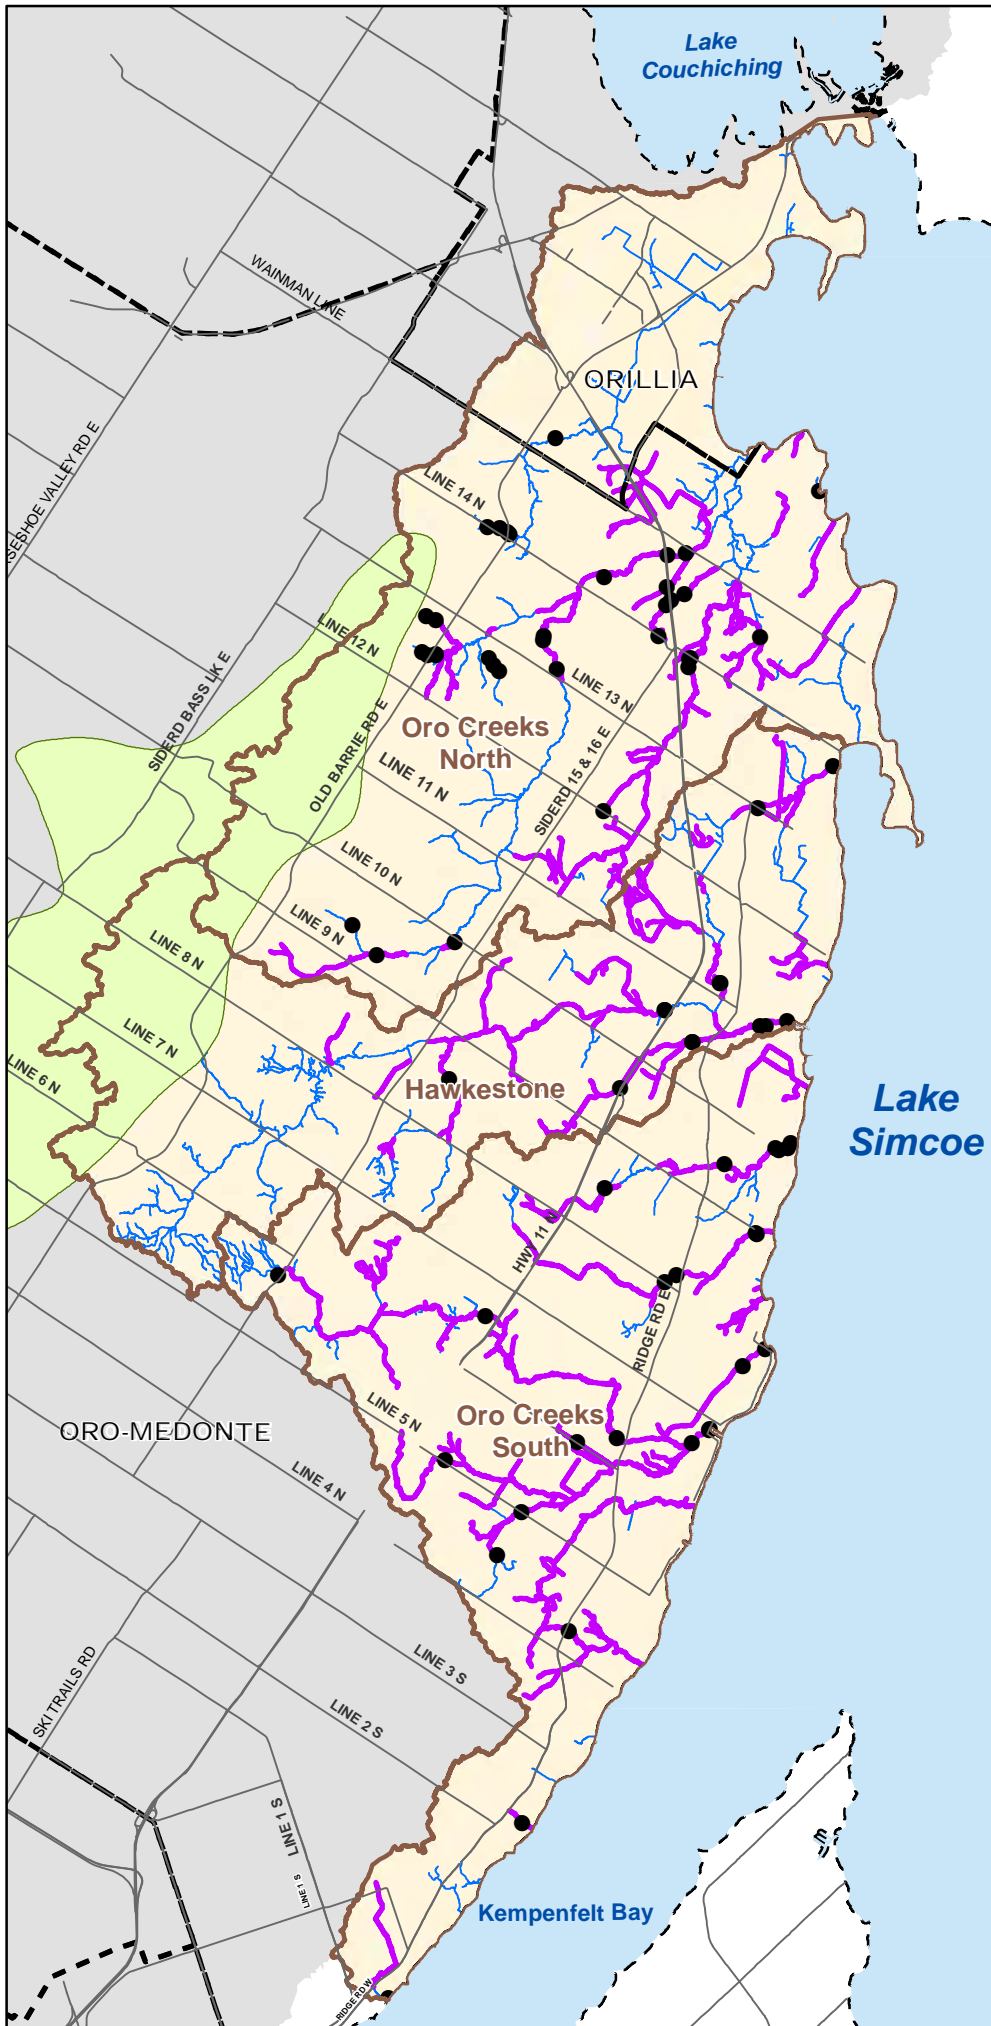 Lake
Couchiching
WAINMAN LINE
ORILLIA
SESHOE VALLEY RD E
LINE 14 N
LINE 12 N
SIDERD BASS LK E
LINE 13 N
Oro Creeks
North
OLD BARRIE RD E
LINE 11 N
SIDERD 15 & 16 E
LINE 10 N
LINE 9 N
LINE 8 N
LINE 7 N
LINE 6 N
Hawkestone
Lake
Simcoe
HWY 11 N
RIDGE RD E
LINE 5 N
Oro Creeks
South
ORO-MEDONTE
LINE 4 N
SKI TRAILS RD
LINE 3 S
LINE 2 S
LINE 1 S
LINE 1 S
Kempenfelt Bay
RIDGE RD W